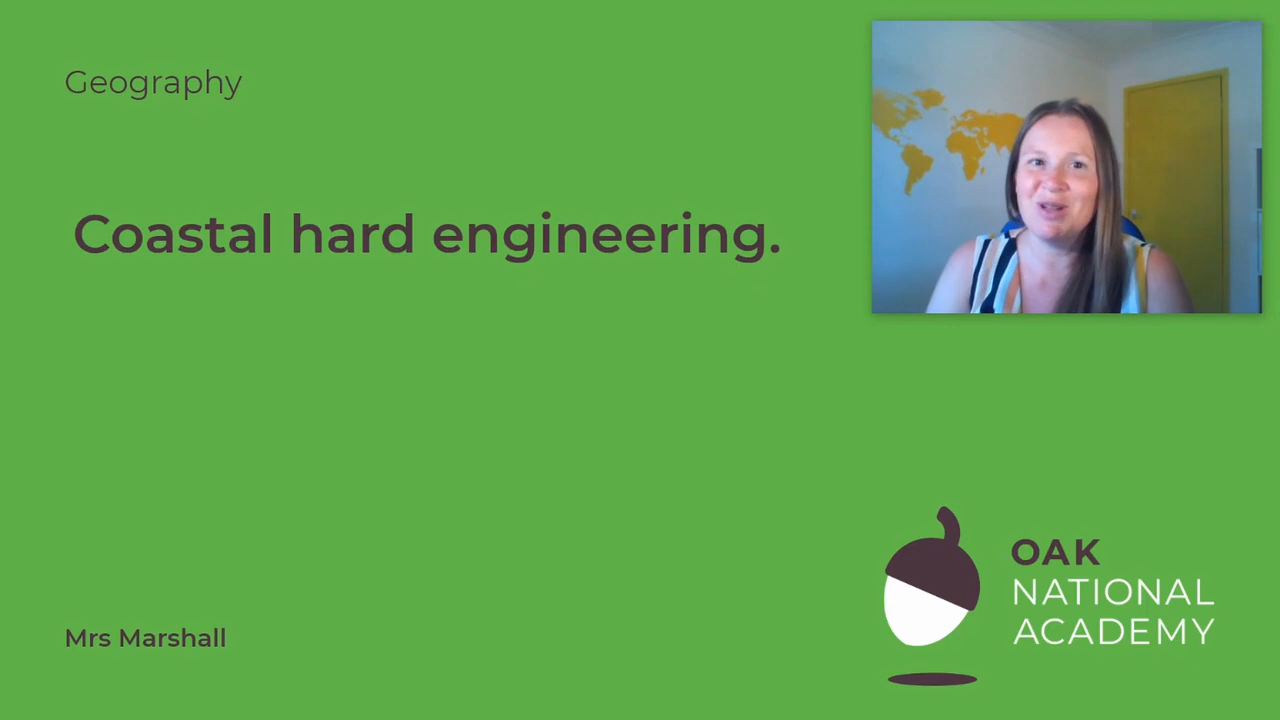 Geography
Coastal hard engineering.
Mrs Marshall
OAK
NATIONAL
ACADEMY